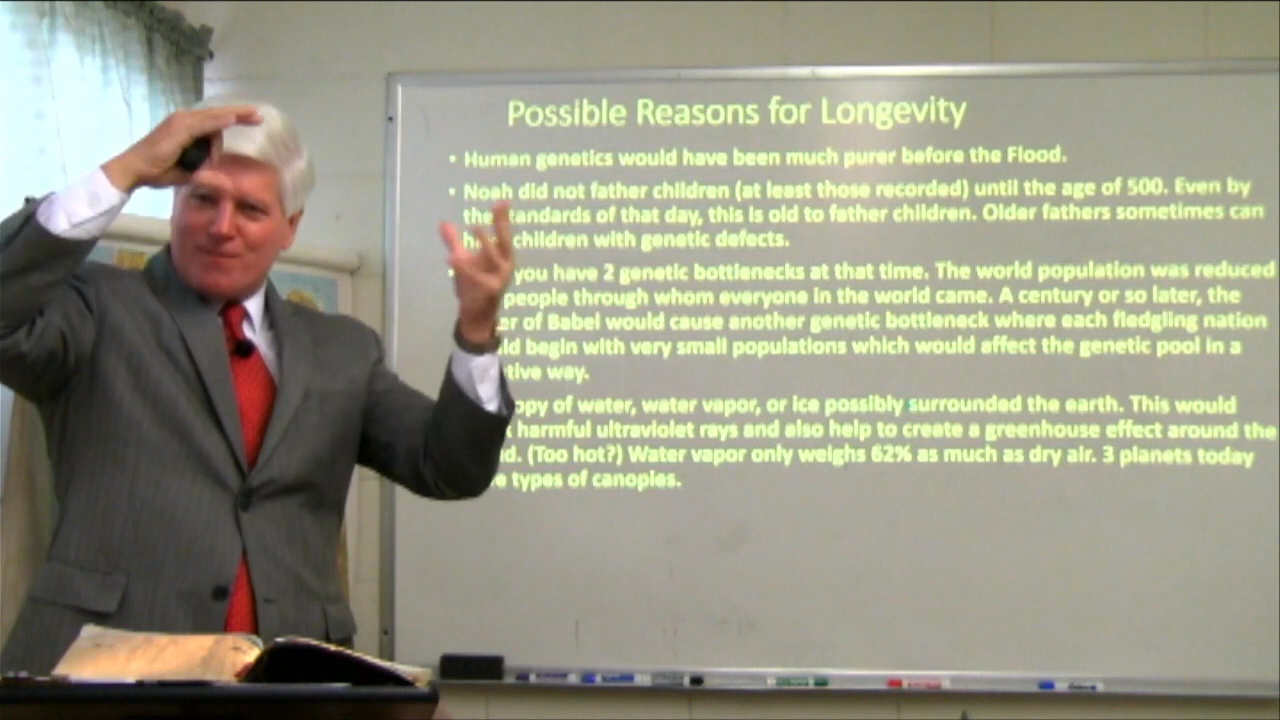 Possible Reasons for Longevity
• Human genetics would have been much purer before the Flood.
• Noah did not father children (at least those recorded) until the age of 500. Even by
standards of that day, this is old to father children. Older fathers sometimes can
children with genetic defects.
you have 2 genetic bottlenecks at that time. The world population was reduced
people through whom everyone in the world came. A century or so later, the
of Babel would cause another genetic bottleneck where each fledgling nation
begin with very small populations which would affect the genetic pool in a
way.
of water, water vapor, or ice possibly surrounded the earth. This would
harmful ultraviolet rays and also help to create a greenhouse effect around the
(Too hot?) Water vapor only weighs 62% as much as dry air. 3 planets today
types of canopies.